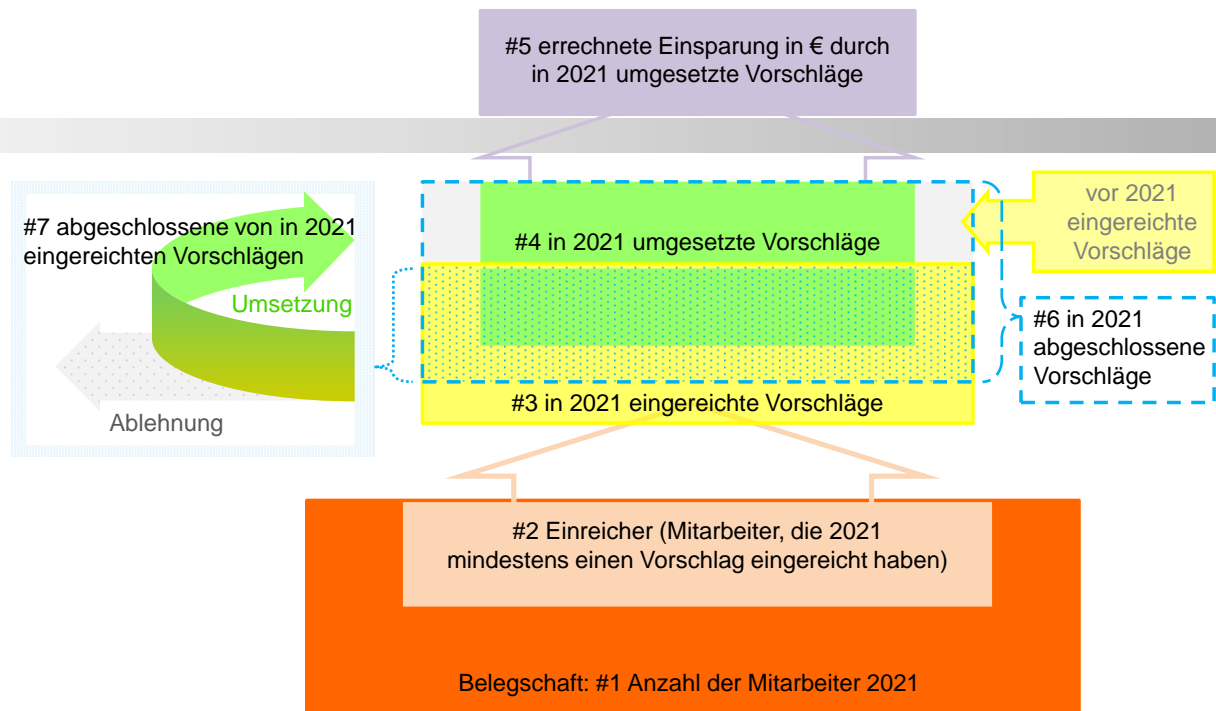 #5 errechnete Einsparung in € durch
in 2021 umgesetzte Vorschläge
#7 abgeschlossene von in 2021
eingereichten Vorschlägen
Umsetzung
Ablehnung
#4 in 2021 umgesetzte Vorschläge
#3 in 2021 eingereichte Vorschläge
vor 2021
eingereichte
Vorschläge
#6 in 2021
abgeschlossene
Vorschläge
#2 Einreicher (Mitarbeiter, die 2021
mindestens einen Vorschlag eingereicht haben)
Belegschaft: #1 Anzahl der Mitarbeiter 2021